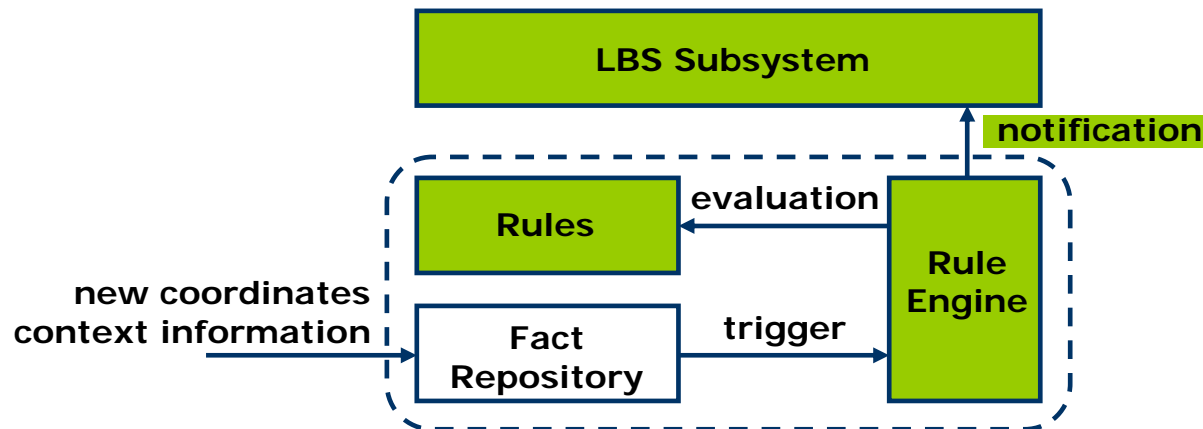 LBS Subsystem
notification
evaluation
Rules
Rule
Engine
new coordinates
context information
trigger
Fact
Repository